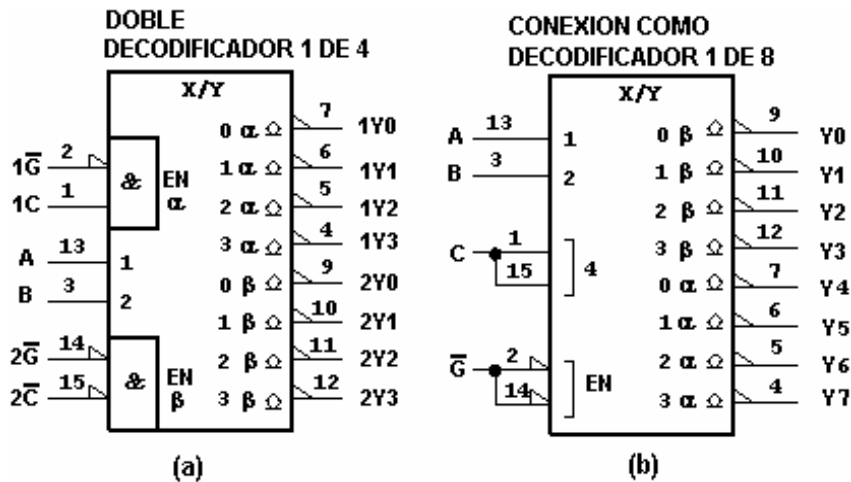 DOBLE
DECODIFICADOR 1 DE 4
X/Y
1G̅ 2
1C 1
& EN α
A 13 1
B 3 2
2G̅ 14
2C̅ 15
& EN β
0 α Ω 7 1Y0
1 α Ω 6 1Y1
2 α Ω 5 1Y2
3 α Ω 4 1Y3
0 β Ω 9 2Y0
1 β Ω 10 2Y1
2 β Ω 11 2Y2
3 β Ω 12 2Y3
(a)
CONEXION COMO
DECODIFICADOR 1 DE 8
X/Y
A 13 1
B 3 2
C 1
15 4
G̅ 2
14 EN
0 β Ω 9 Y0
1 β Ω 10 Y1
2 β Ω 11 Y2
3 β Ω 12 Y3
0 α Ω 7 Y4
1 α Ω 6 Y5
2 α Ω 5 Y6
3 α Ω 4 Y7
(b)